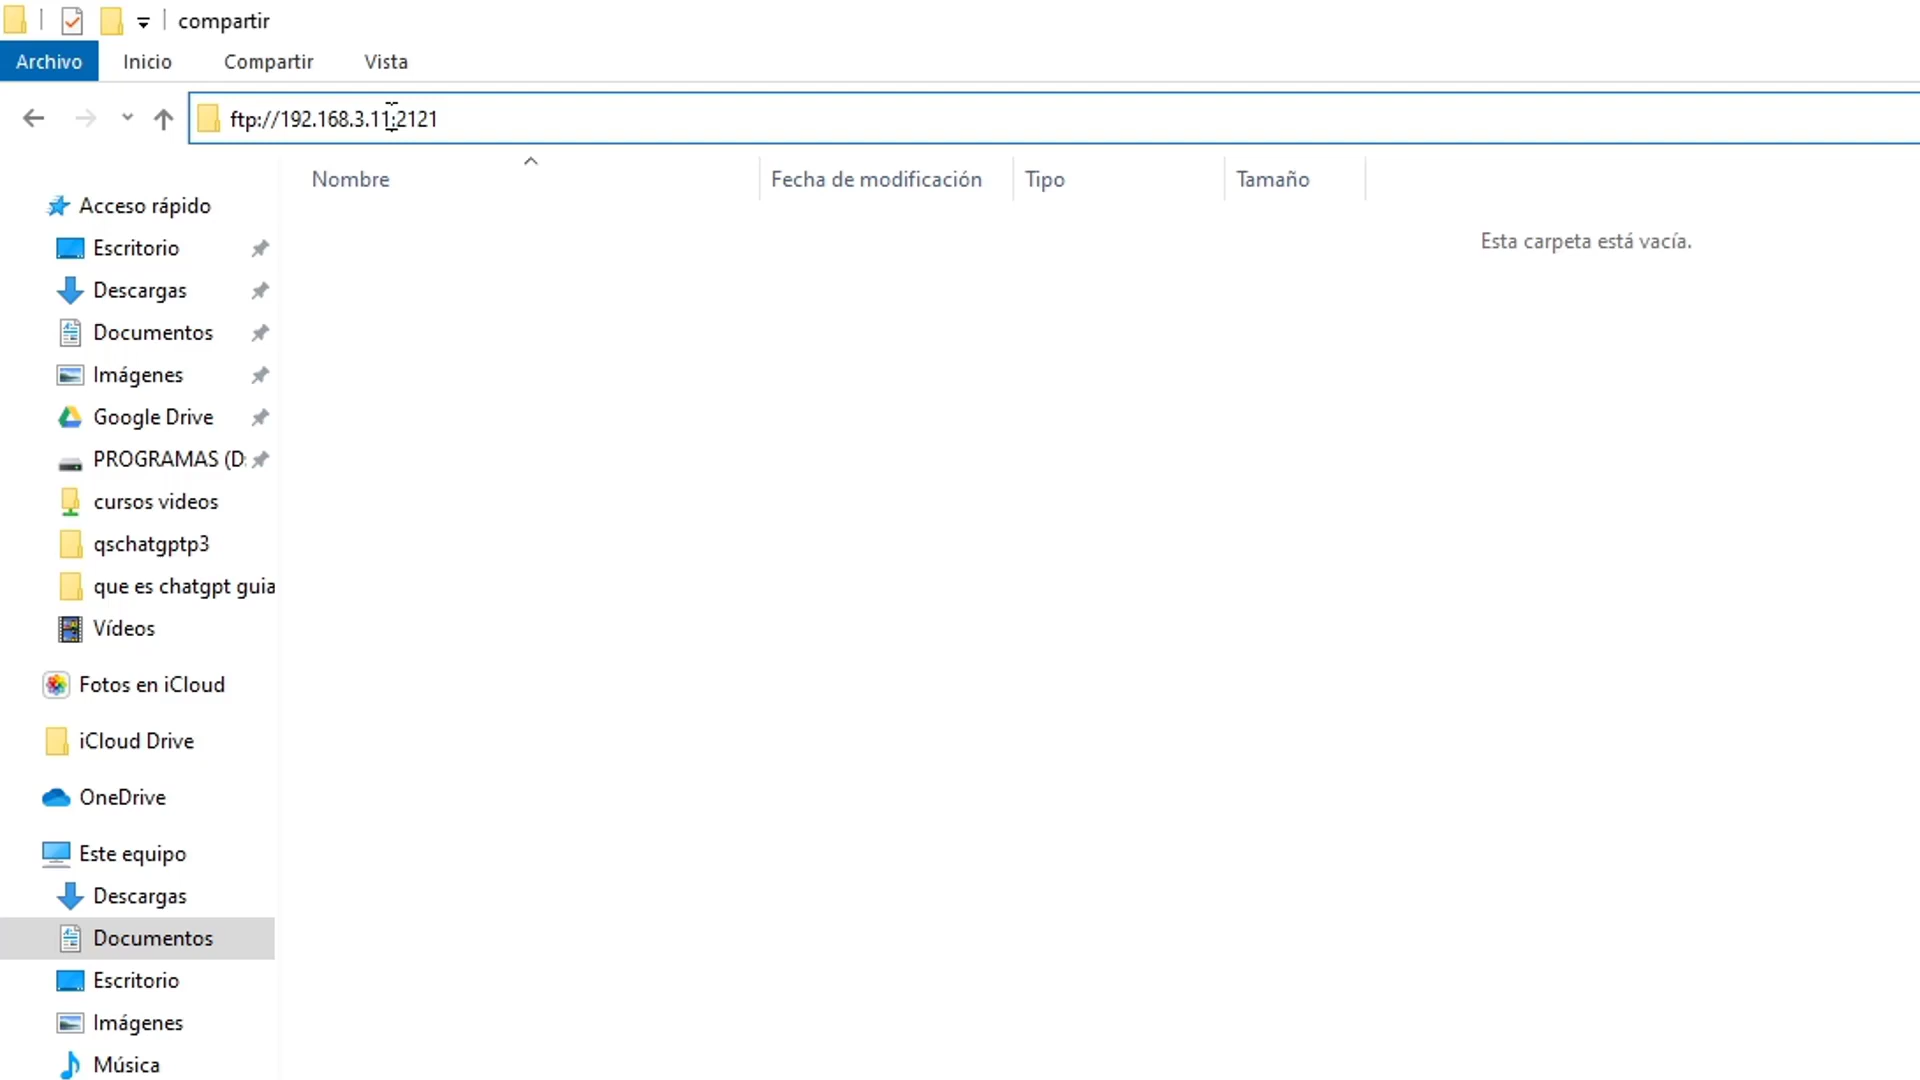 compartir
Archivo Inicio Compartir Vista
ftp://192.168.3.11:2121
Nombre Fecha de modificación Tipo Tamaño
Esta carpeta está vacía.
Acceso rápido
Escritorio
Descargas
Documentos
Imágenes
Google Drive
PROGRAMAS (D:
cursos videos
qschatgptp3
que es chatgpt guia
Vídeos
Fotos en iCloud
iCloud Drive
OneDrive
Este equipo
Descargas
Documentos
Escritorio
Imágenes
Música